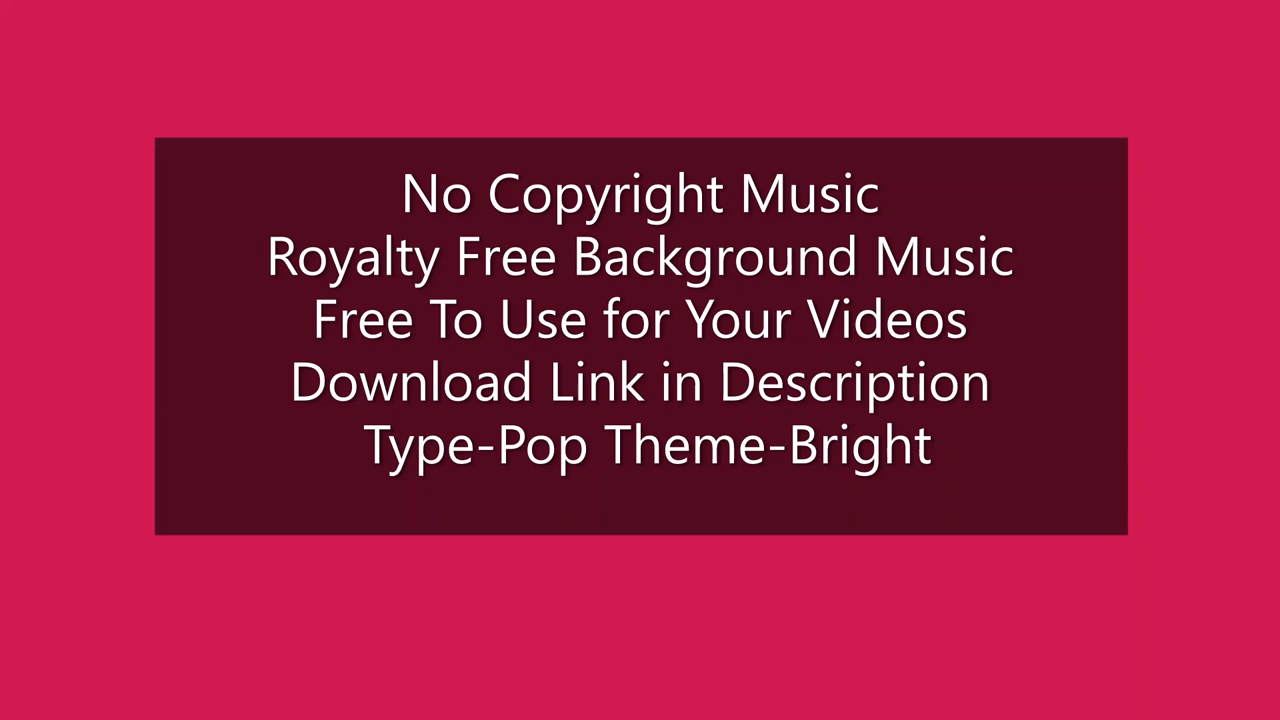 No Copyright Music
Royalty Free Background Music
Free To Use for Your Videos
Download Link in Description
Type-Pop Theme-Bright